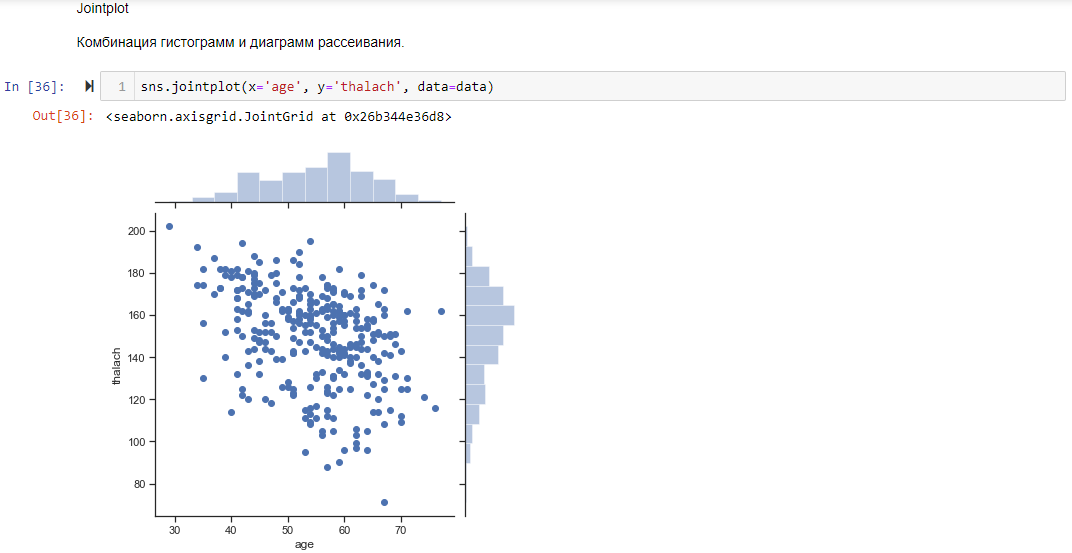 Jointplot
Комбинация гистограмм и диаграмм рассеивания.
In [36]: 1 sns.jointplot(x='age', y='thalach', data=data)
Out[36]: <seaborn.axisgrid.JointGrid at 0x26b344e36d8>
200
180
160
140
120
100
80
thalach
30 40 50 60 70
age